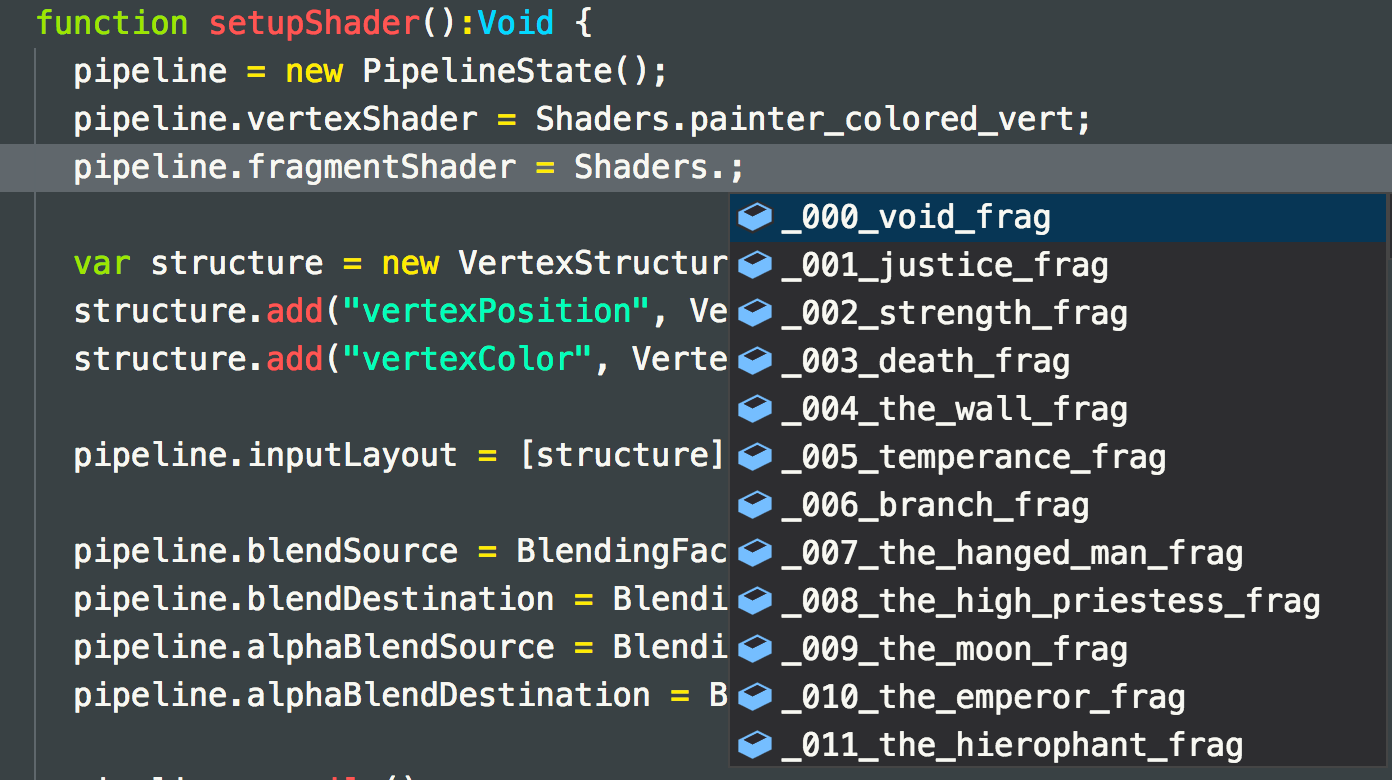 function setupShader():Void {
pipeline = new PipelineState();
pipeline.vertexShader = Shaders.painter_colored_vert;
pipeline.fragmentShader = Shaders.;
_000_void_frag
var structure = new VertexStructur
_001_justice_frag
structure.add("vertexPosition", Ve
_002_strength_frag
structure.add("vertexColor", Verte
_003_death_frag
_004_the_wall_frag
pipeline.inputLayout = [structure]
_005_temperance_frag
_006_branch_frag
pipeline.blendSource = BlendingFac
_007_the_hanged_man_frag
pipeline.blendDestination = Blendi
_008_the_high_priestess_frag
pipeline.alphaBlendSource = Blendi
_009_the_moon_frag
pipeline.alphaBlendDestination = B
_010_the_emperor_frag
_011_the_hierophant_frag